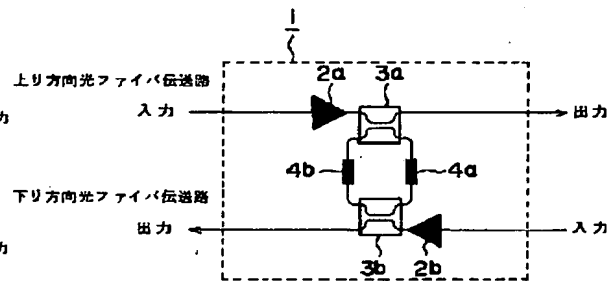 1
上り方向光ファイバ伝送路
2a 3a
力 入力 出力
4b 4a
下り方向光ファイバ伝送路
出力 入力
力 3b 2b